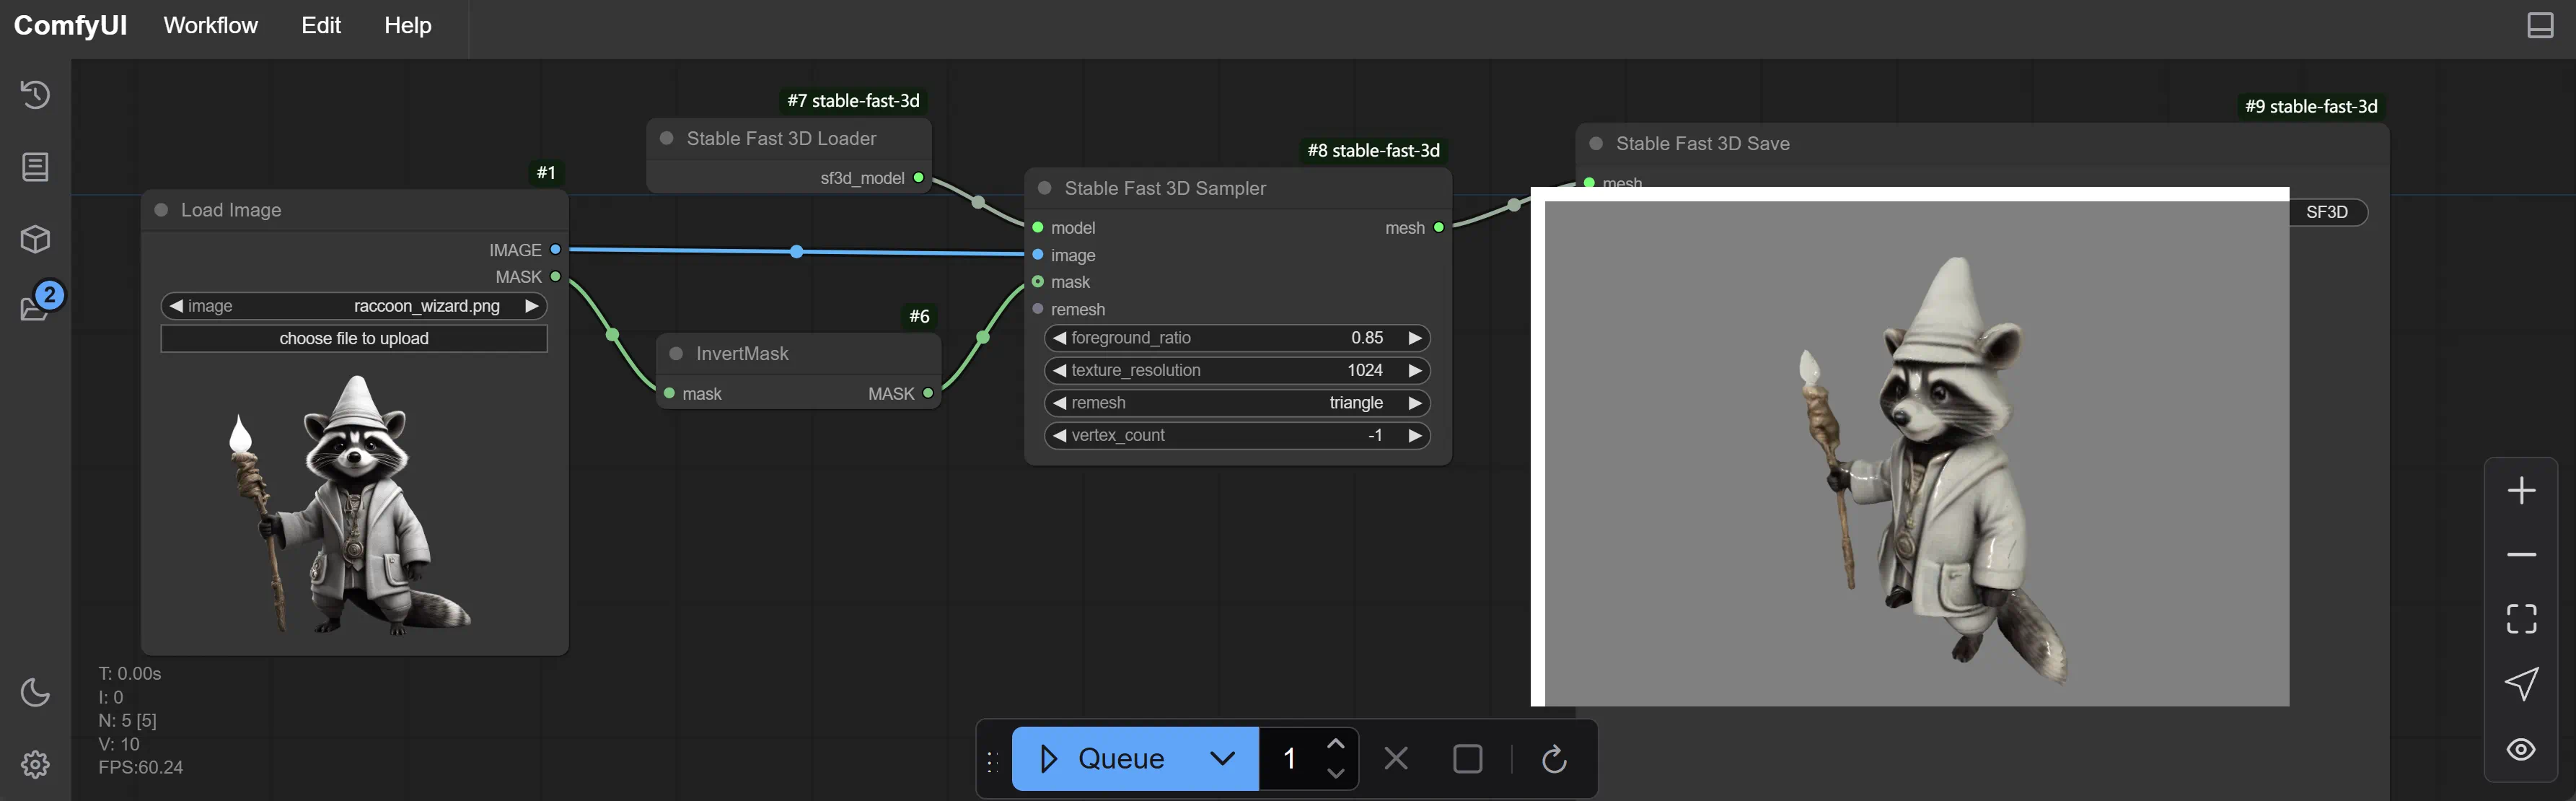 ComfyUI Workflow Edit Help
#7 stable-fast-3d
Stable Fast 3D Loader
sf3d_model
#1
Load Image
IMAGE
MASK
image raccoon_wizard.png
choose file to upload
#6
InvertMask
mask MASK
#8 stable-fast-3d
Stable Fast 3D Sampler
model mesh
image
mask
remesh
foreground_ratio 0.85
texture_resolution 1024
remesh triangle
vertex_count -1
#9 stable-fast-3d
Stable Fast 3D Save
mesh
SF3D
2
T: 0.00s
I: 0
N: 5 [5]
V: 10
FPS:60.24
Queue 1